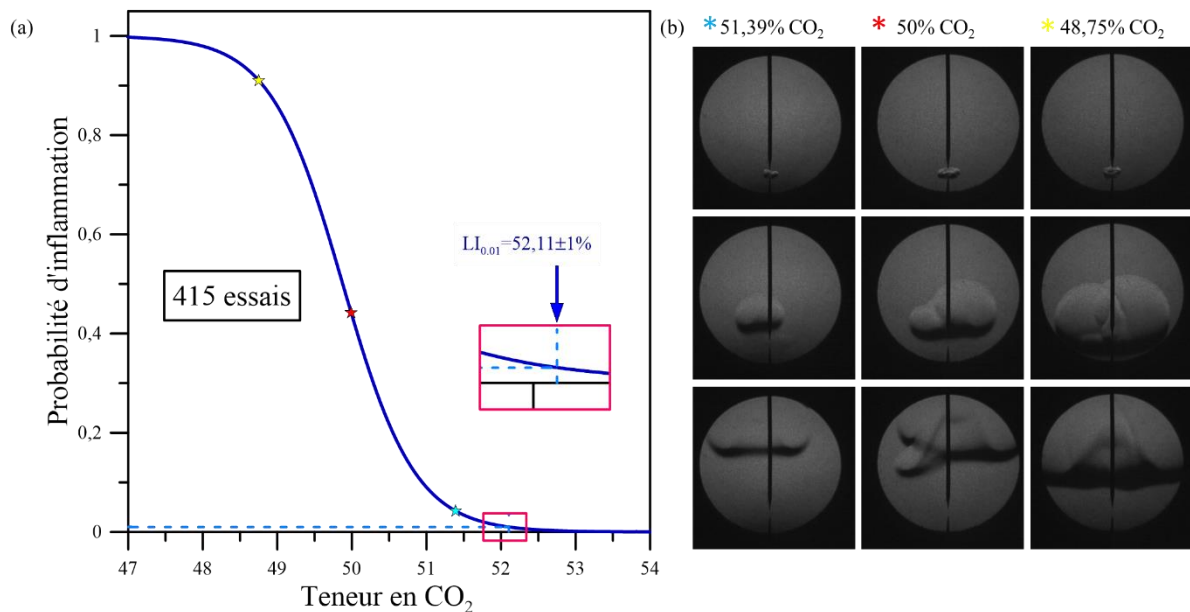 (a)
Probabilité d'inflammation
1
0,8
0,6
0,4
0,2
0
415 essais
LI0.01=52,11±1%
47 48 49 50 51 52 53 54
Teneur en CO2
(b)
* 51,39% CO2
* 50% CO2
* 48,75% CO2